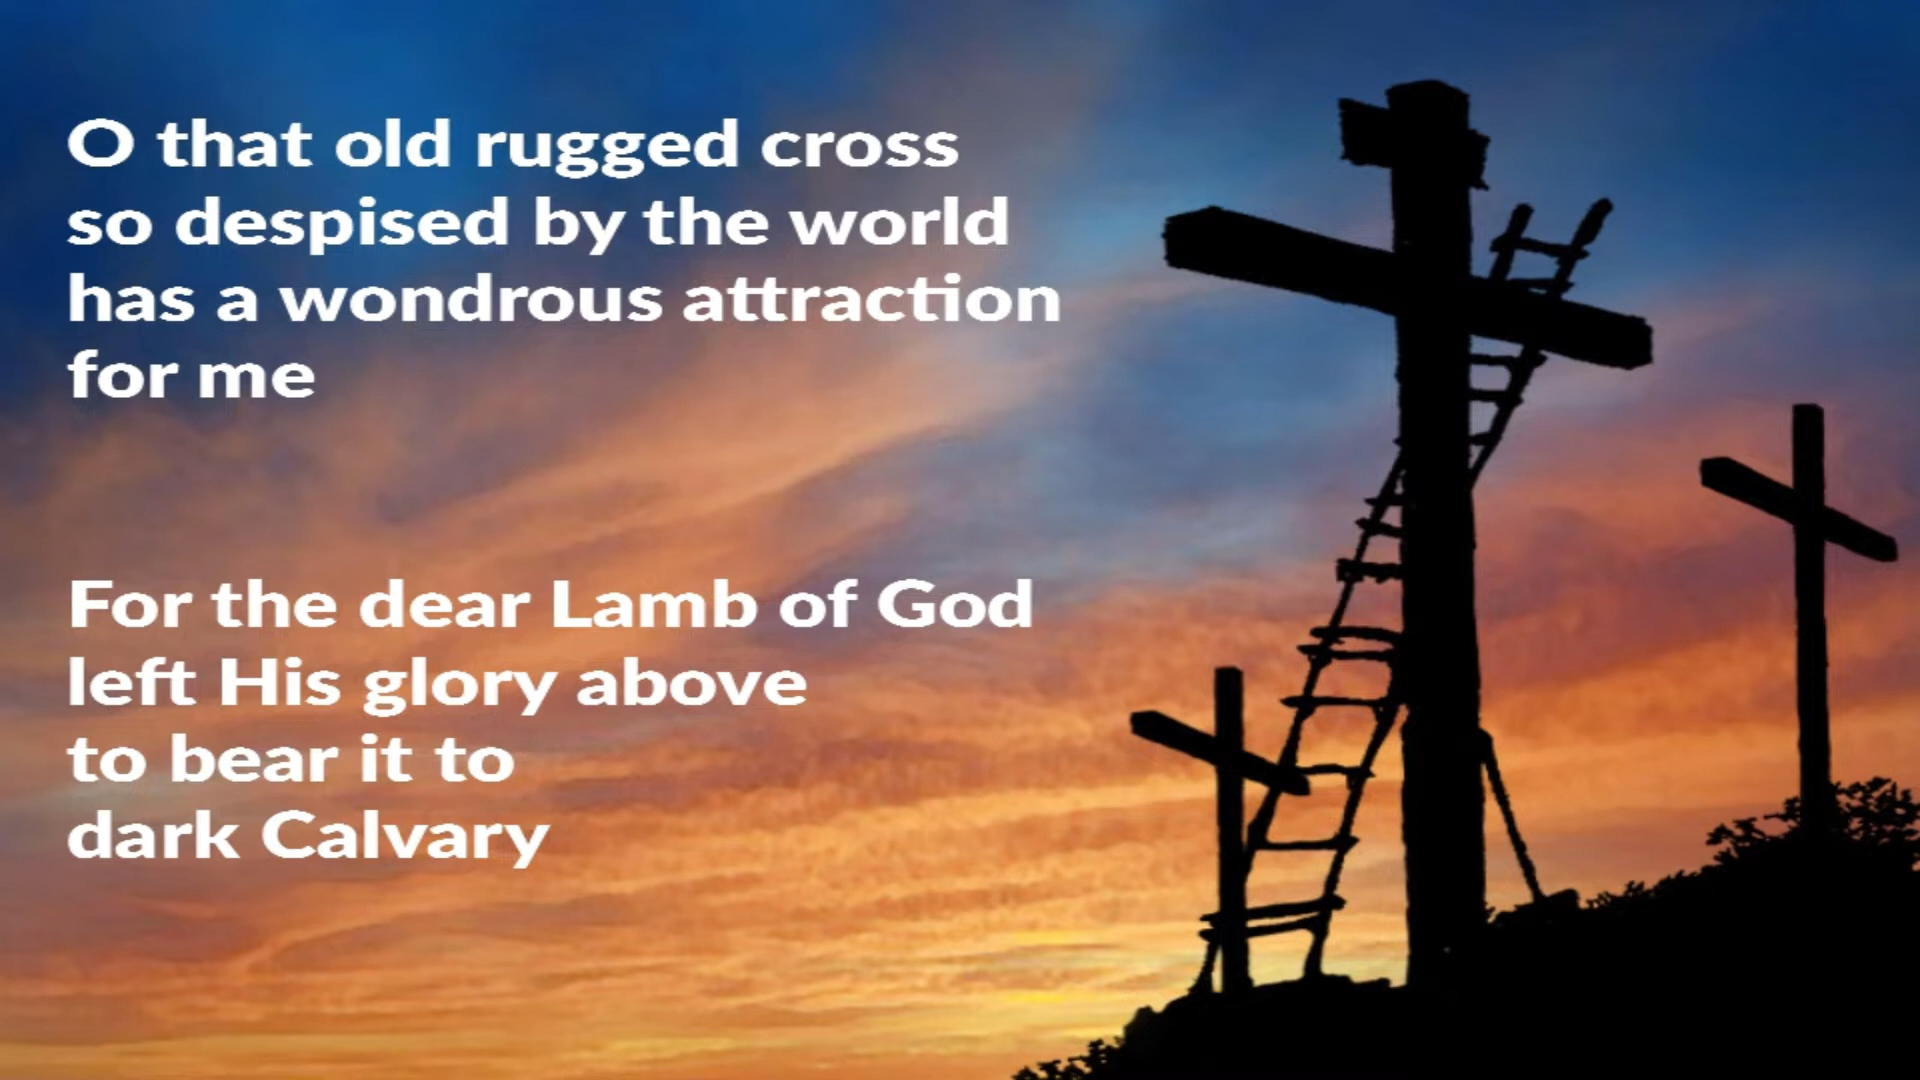 O that old rugged cross
so despised by the world
has a wondrous attraction
for me
For the dear Lamb of God
left His glory above
to bear it to
dark Calvary